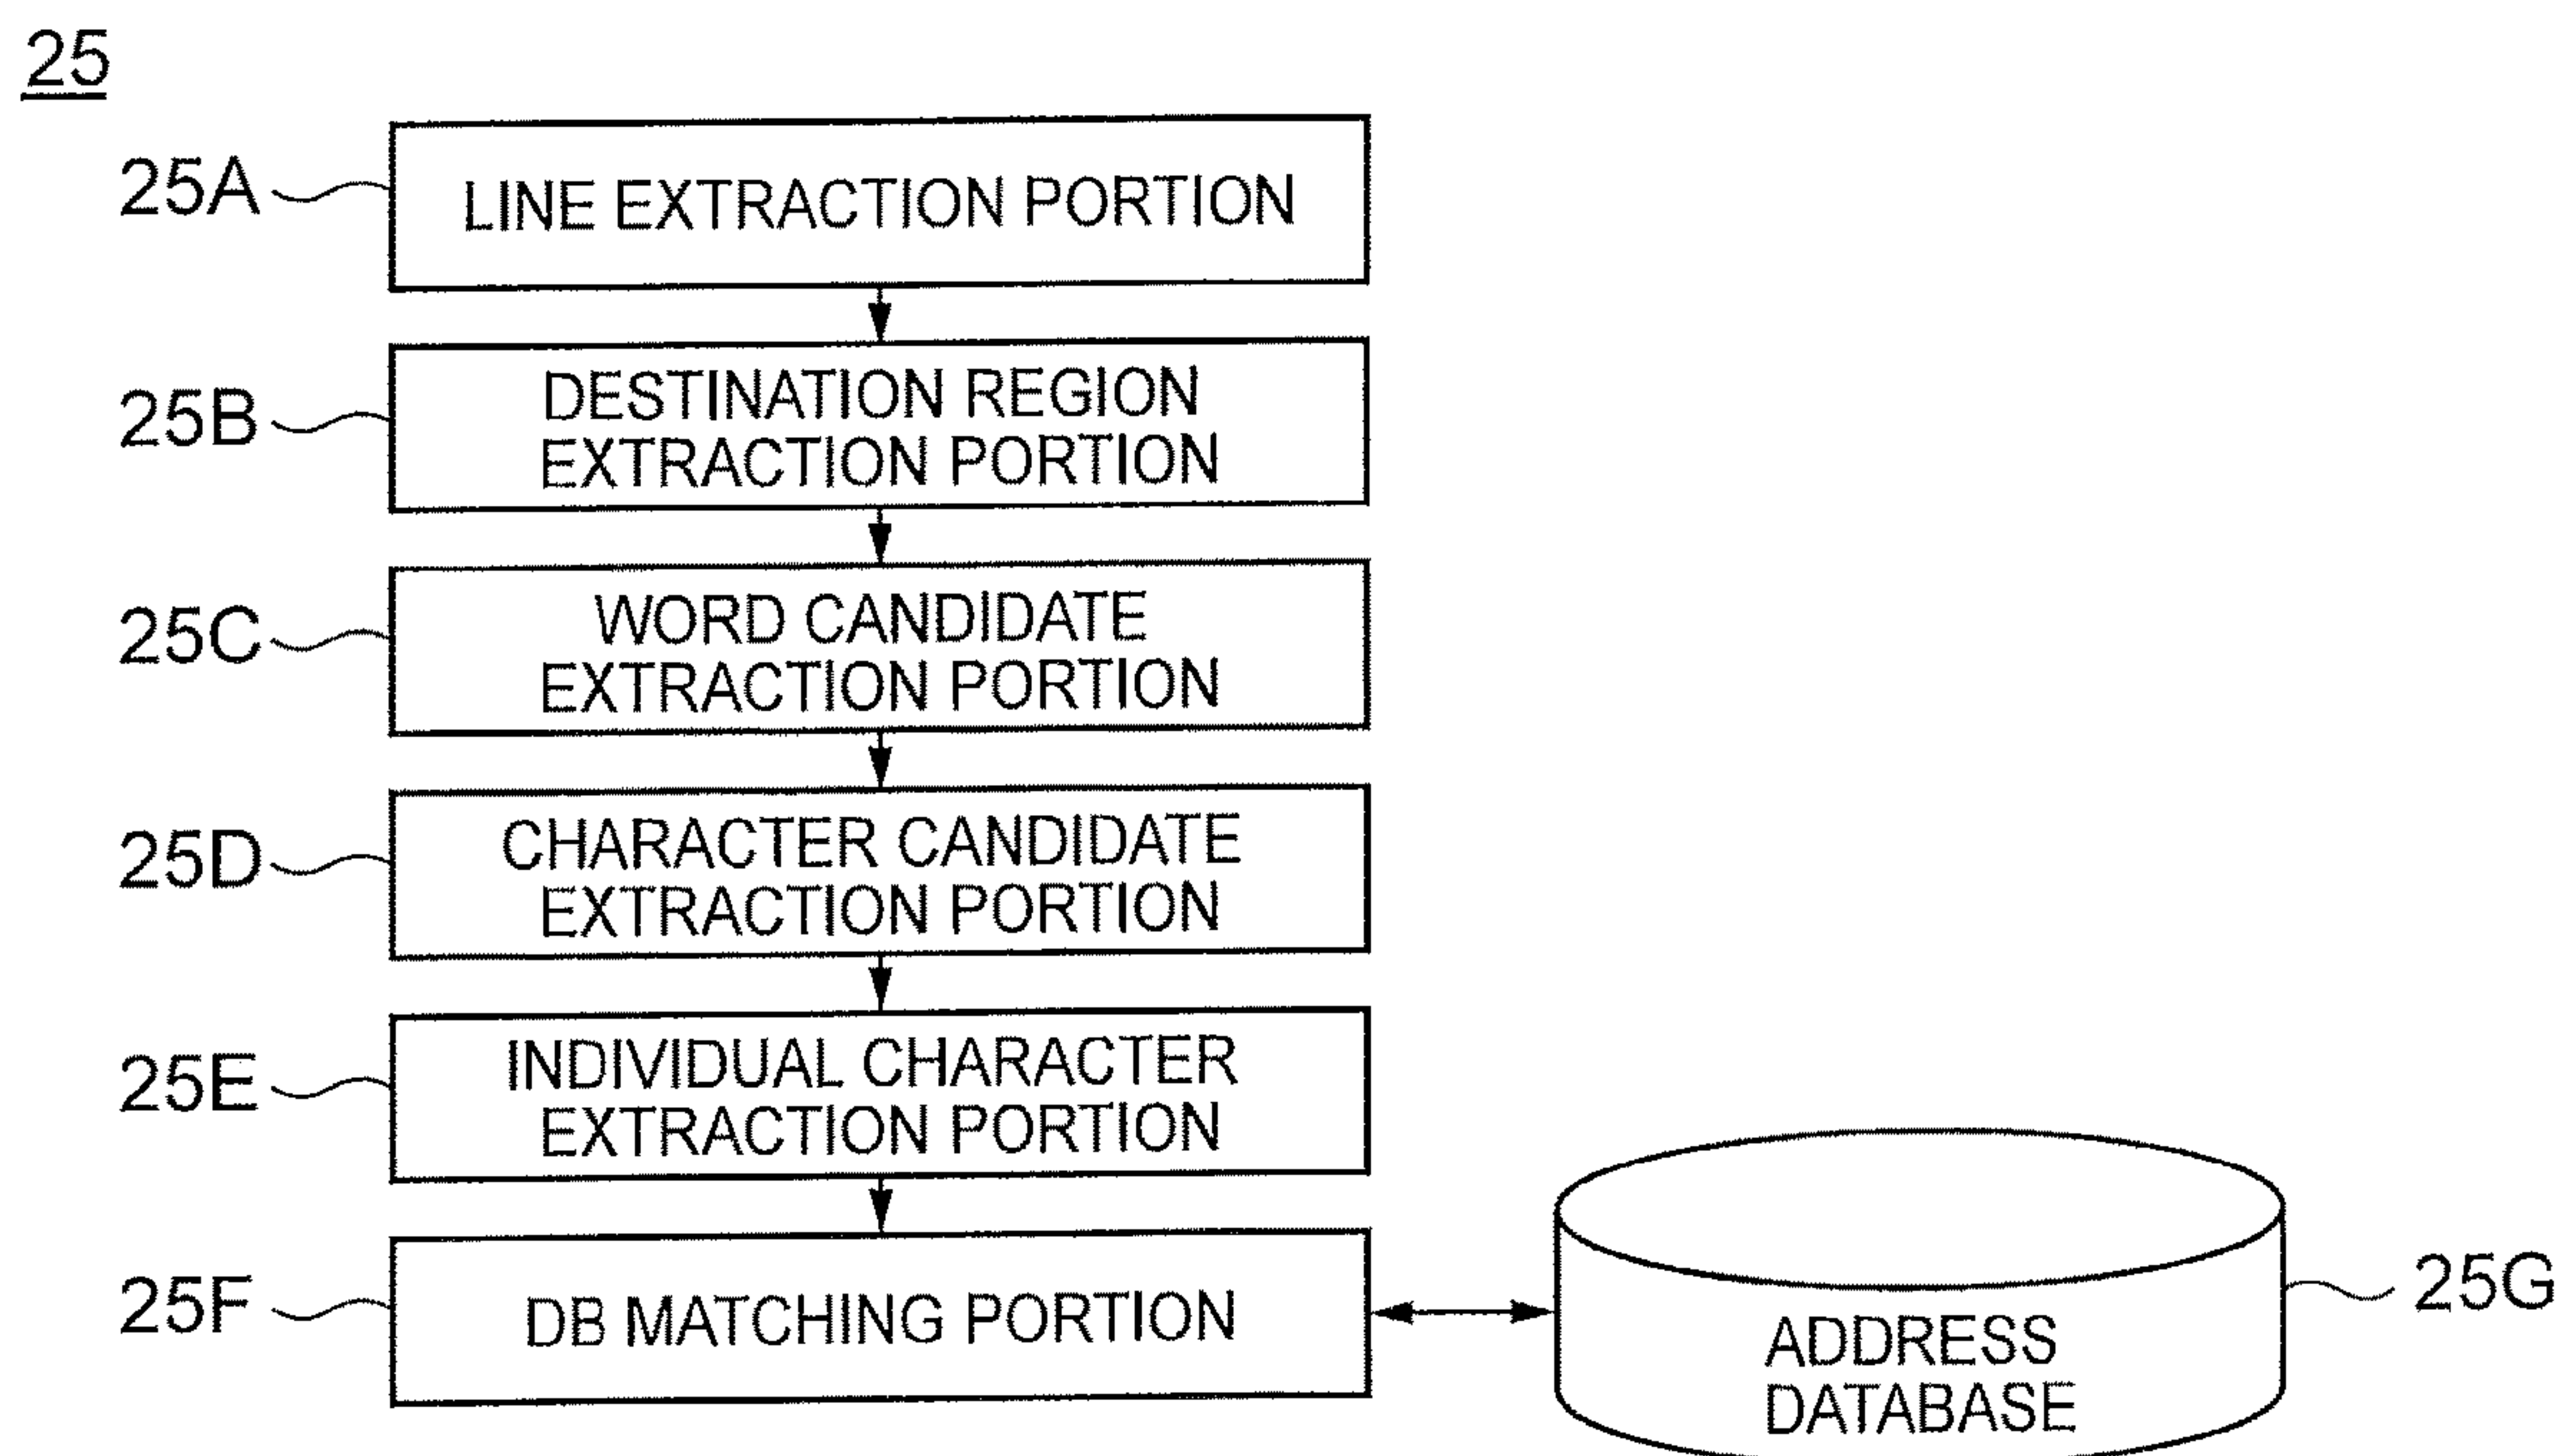 25
25A
LINE EXTRACTION PORTION
25B
DESTINATION REGION
EXTRACTION PORTION
25C
WORD CANDIDATE
EXTRACTION PORTION
25D
CHARACTER CANDIDATE
EXTRACTION PORTION
25E
INDIVIDUAL CHARACTER
EXTRACTION PORTION
25F
DB MATCHING PORTION
ADDRESS
DATABASE
25G